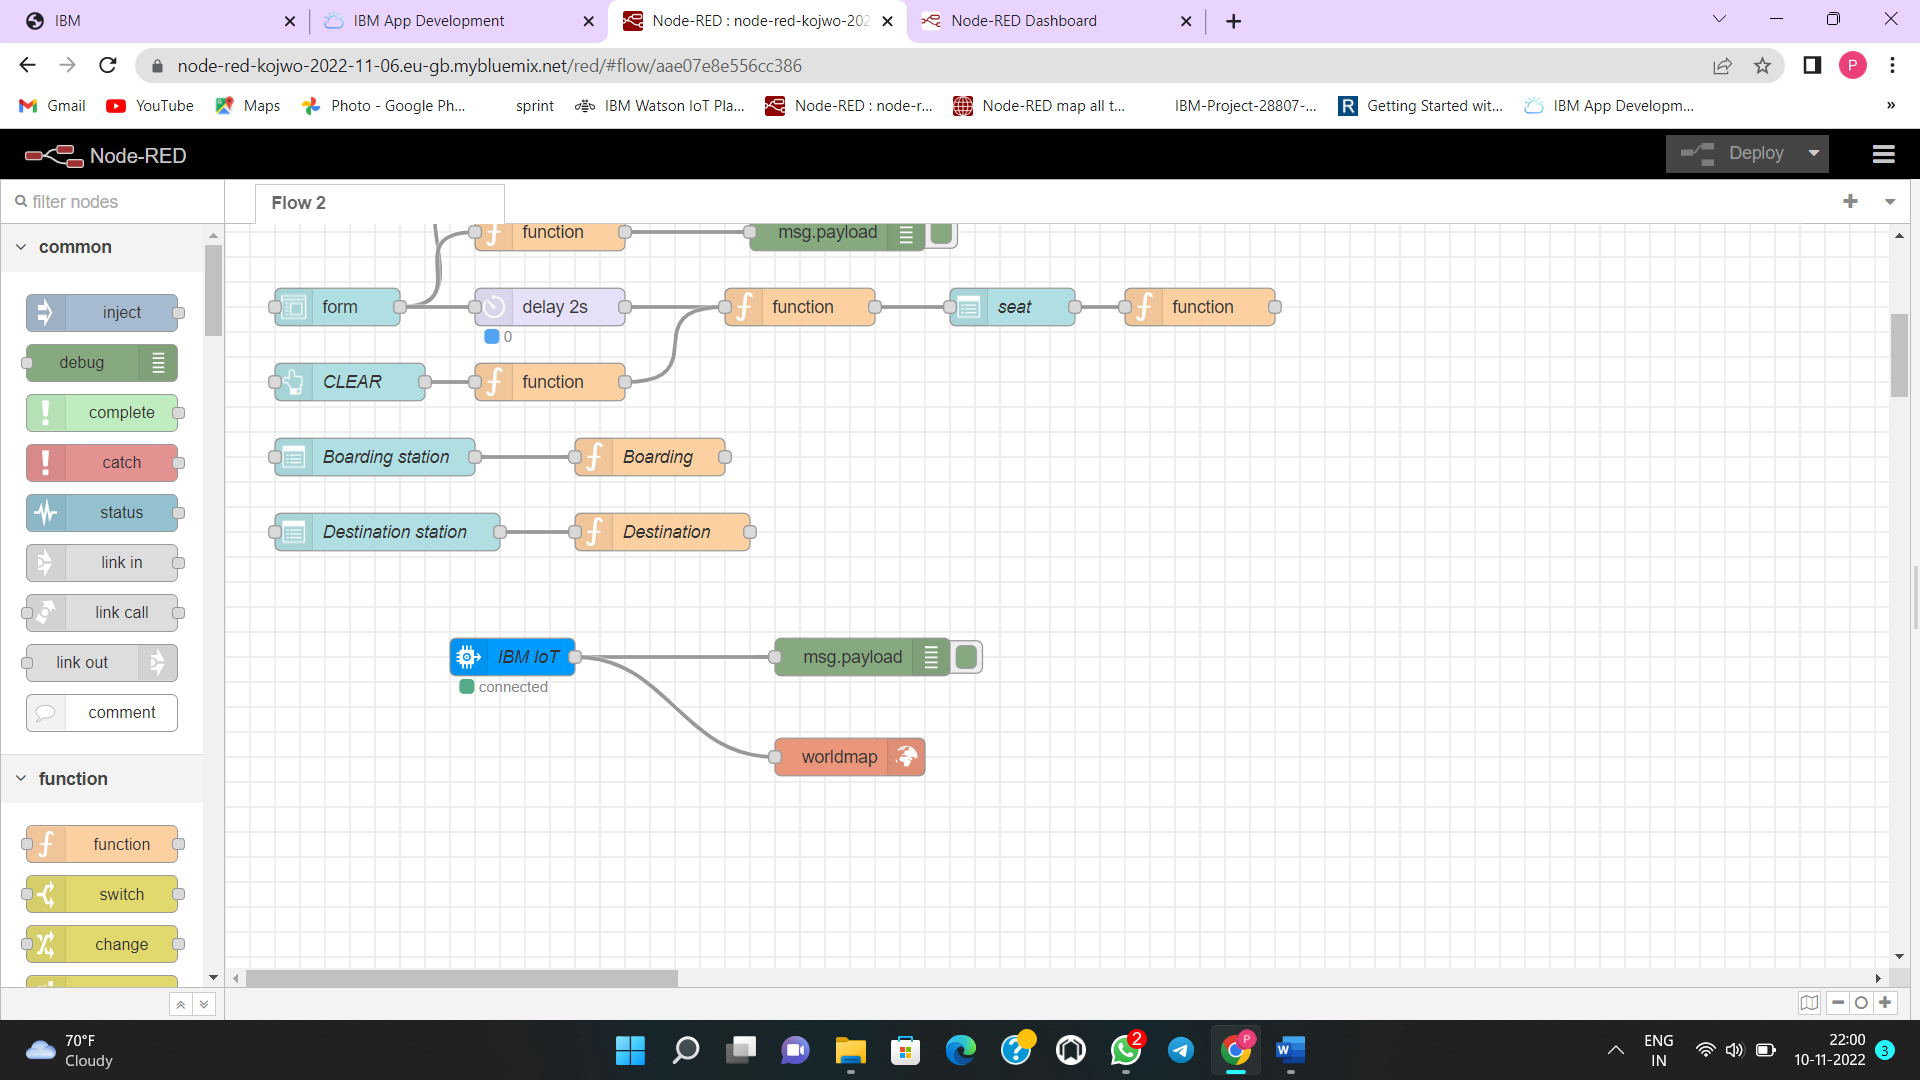 IBM
IBM App Development
Node-RED : node-red-kojwo-202
Node-RED Dashboard
node-red-kojwo-2022-11-06.eu-gb.mybluemix.net/red/#flow/aae07e8e556cc386
P
Gmail
YouTube
Maps
Photo - Google Ph...
sprint
IBM Watson IoT Pla...
Node-RED : node-r...
Node-RED map all t...
IBM-Project-28807-...
R
Getting Started wit...
IBM App Developm...
»
Node-RED
Deploy
filter nodes
Flow 2
common
inject
debug
complete
catch
status
link in
link call
link out
comment
function
function
switch
change
function
msg.payload
form
delay 2s
function
seat
function
0
CLEAR
function
Boarding station
Boarding
Destination station
Destination
IBM IoT
msg.payload
connected
worldmap
70°F
Cloudy
2
P
W
ENG
IN
22:00
10-11-2022
3